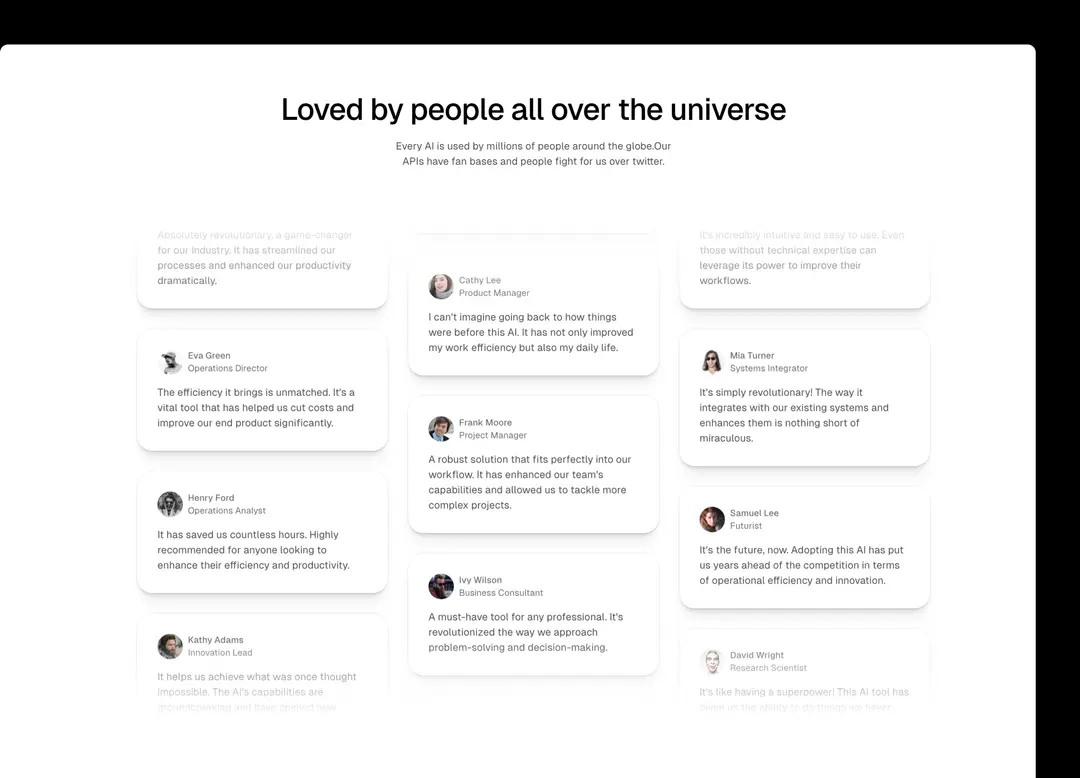 Loved by people all over the universe
Every AI is used by millions of people around the globe.Our
APIs have fan bases and people fight for us over twitter.
Absolutely revolutionary, a game-changer
for our industry. It has streamlined our
processes and enhanced our productivity
dramatically.
Eva Green
Operations Director
The efficiency it brings is unmatched. It's a
vital tool that has helped us cut costs and
improve our end product significantly.
Henry Ford
Operations Analyst
It has saved us countless hours. Highly
recommended for anyone looking to
enhance their efficiency and productivity.
Kathy Adams
Innovation Lead
It helps us achieve what was once thought
impossible. The AI's capabilities are
groundbreaking and have opened new
Cathy Lee
Product Manager
I can't imagine going back to how things
were before this AI. It has not only improved
my work efficiency but also my daily life.
Frank Moore
Project Manager
A robust solution that fits perfectly into our
workflow. It has enhanced our team's
capabilities and allowed us to tackle more
complex projects.
Ivy Wilson
Business Consultant
A must-have tool for any professional. It's
revolutionized the way we approach
problem-solving and decision-making.
It's incredibly intuitive and easy to use. Even
those without technical expertise can
leverage its power to improve their
workflows.
Mia Turner
Systems Integrator
It's simply revolutionary! The way it
integrates with our existing systems and
enhances them is nothing short of
miraculous.
Samuel Lee
Futurist
It's the future, now. Adopting this AI has put
us years ahead of the competition in terms
of operational efficiency and innovation.
David Wright
Research Scientist
It's like having a superpower! This AI tool has
given us the ability to do things we never